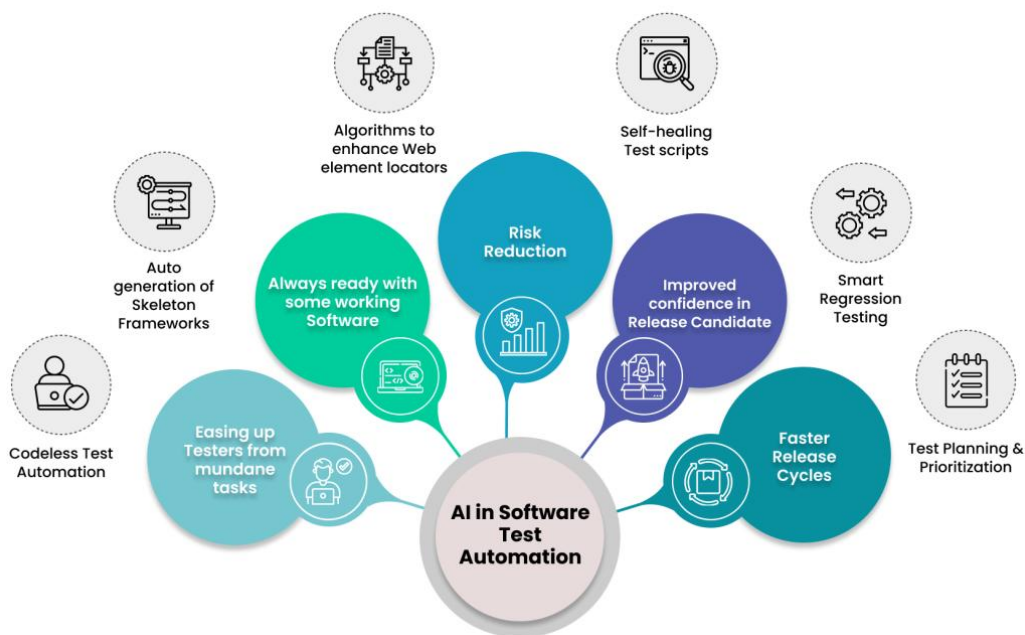 Algorithms to
enhance Web
element locators
Self-healing
Test scripts
Auto
generation of
Skeleton
Frameworks
Always ready with
some working
Software
Risk
Reduction
Improved
confidence in
Release Candidate
Smart
Regression
Testing
Codeless Test
Automation
Easing up
Testers from
mundane
tasks
Faster
Release
Cycles
Test Planning &
Prioritization
AI in Software
Test
Automation